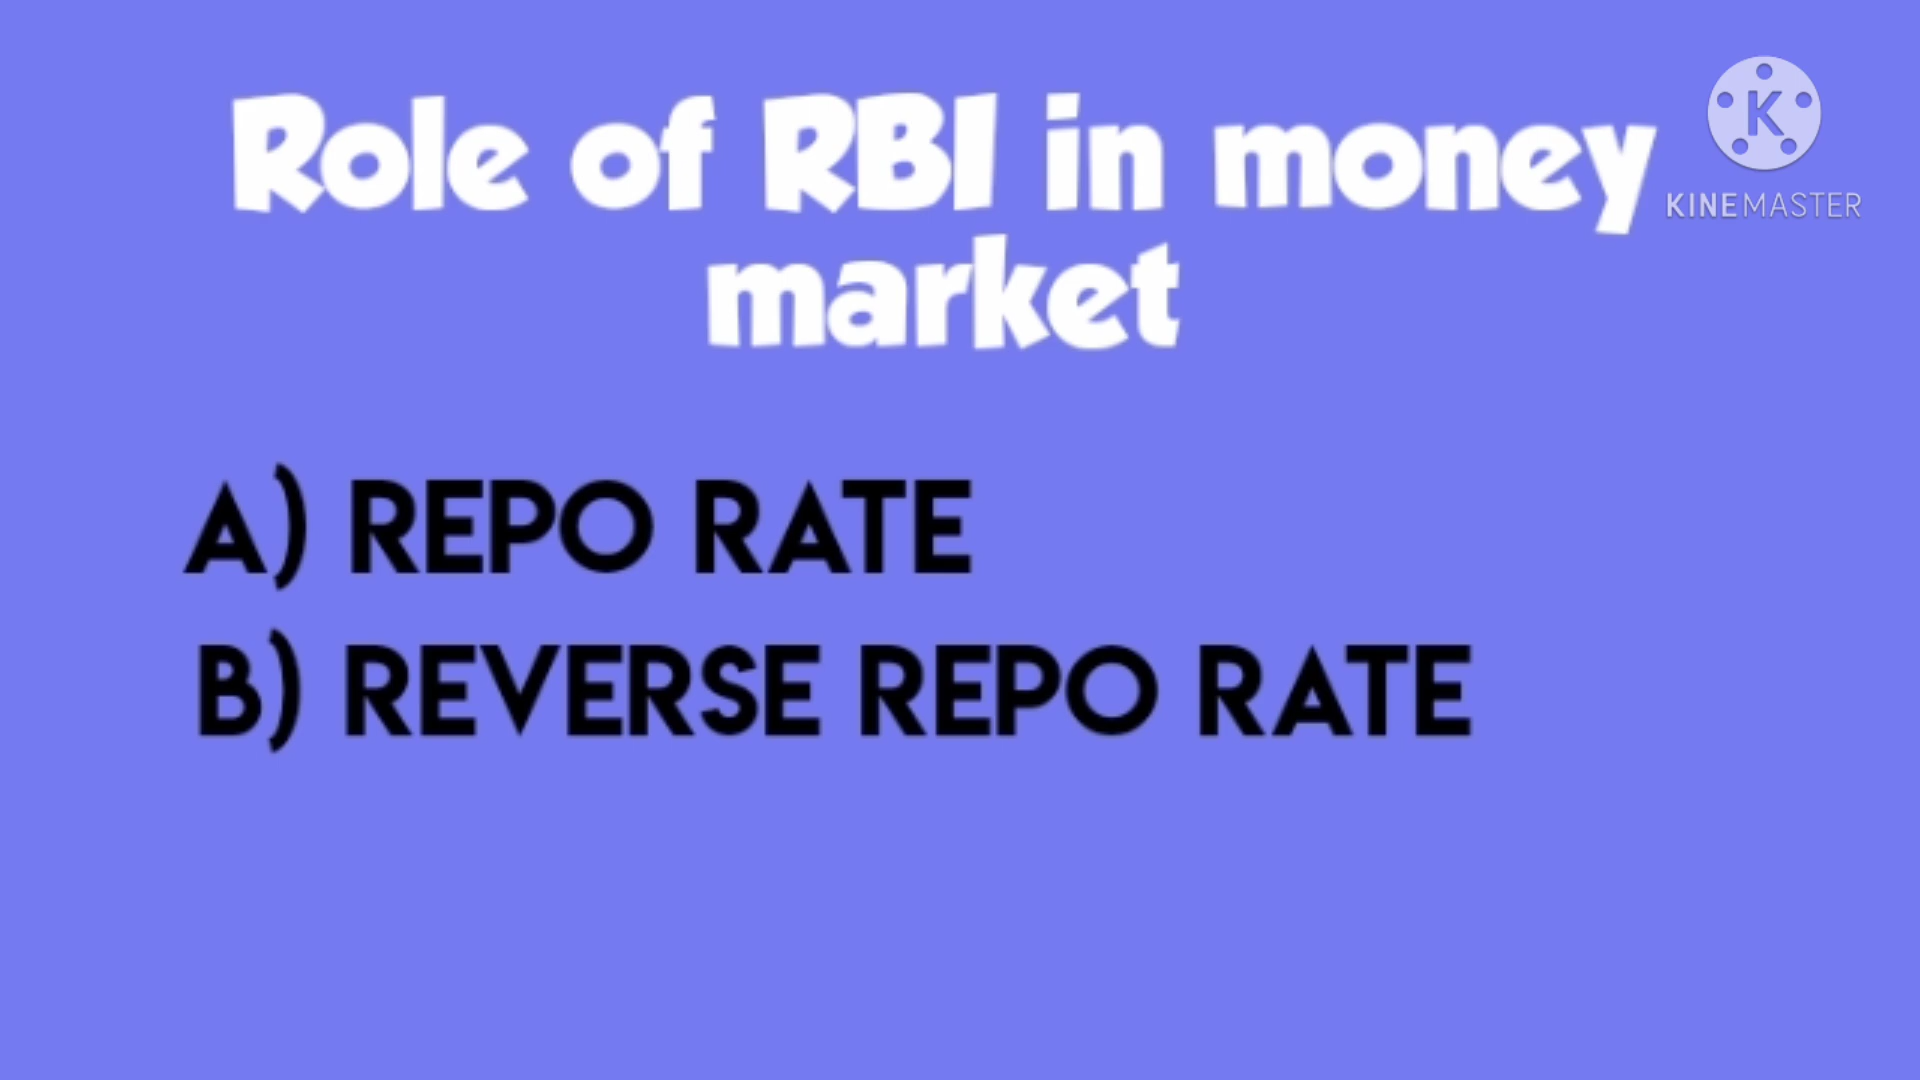 Role of RBI in money
market
K
KINEMASTER
A) REPO RATE
B) REVERSE REPO RATE